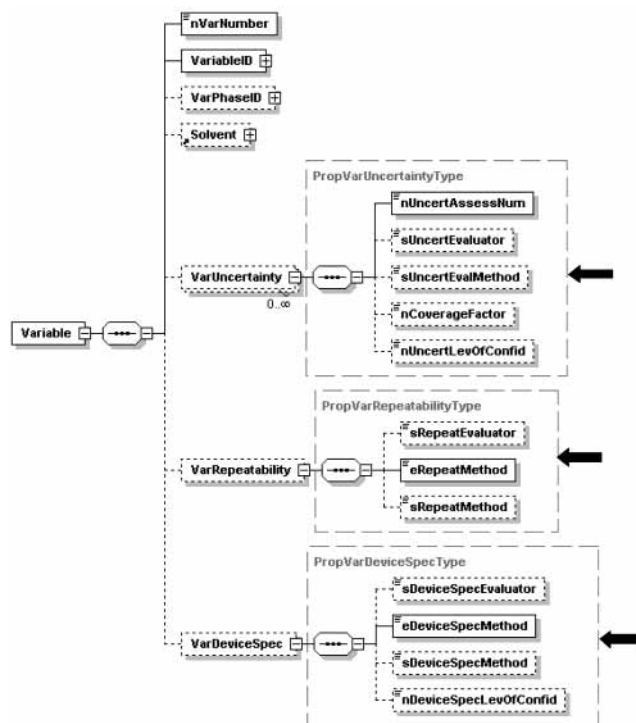 nVarNumber
VariableID
VarPhaseID
Solvent
PropVarUncertaintyType
nUncertAssessNum
sUncertEvaluator
VarUncertainty
sUncertEvalMethod
0..∞
nCoverageFactor
nUncertLevOfConfid
Variable
PropVarRepeatabilityType
sRepeatEvaluator
VarRepeatability
eRepeatMethod
sRepeatMethod
PropVarDeviceSpecType
sDeviceSpecEvaluator
eDeviceSpecMethod
VarDeviceSpec
sDeviceSpecMethod
nDeviceSpecLevOfConfid